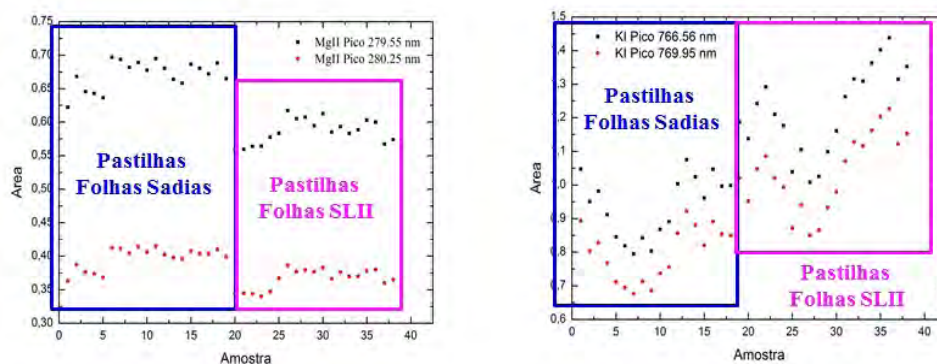 0,75
0,70
0,65
0,60
0,55
0,50
0,45
0,40
0,35
0,30
Area
MgII Pico 279.55 nm
MgII Pico 280.25 nm
Pastilhas
Folhas Sadias
Pastilhas
Folhas SLII
0 5 10 15 20 25 30 35 40
Amostra
1,5
1,4
1,3
1,2
1,1
1,0
0,9
0,8
0,7
0,6
Area
KI Pico 766.56 nm
KI Pico 769.95 nm
Pastilhas
Folhas Sadias
Pastilhas
Folhas SLII
0 5 10 15 20 25 30 35 40
Amostra